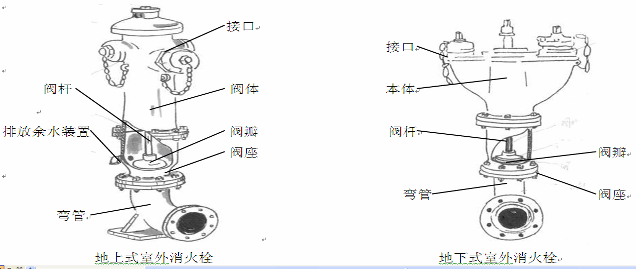 接口
阀杆
阀体
排放余水装置
阀瓣
阀座
弯管
地上式室外消火栓
接口
本体
阀杆
阀瓣
弯管
阀座
地下式室外消火栓